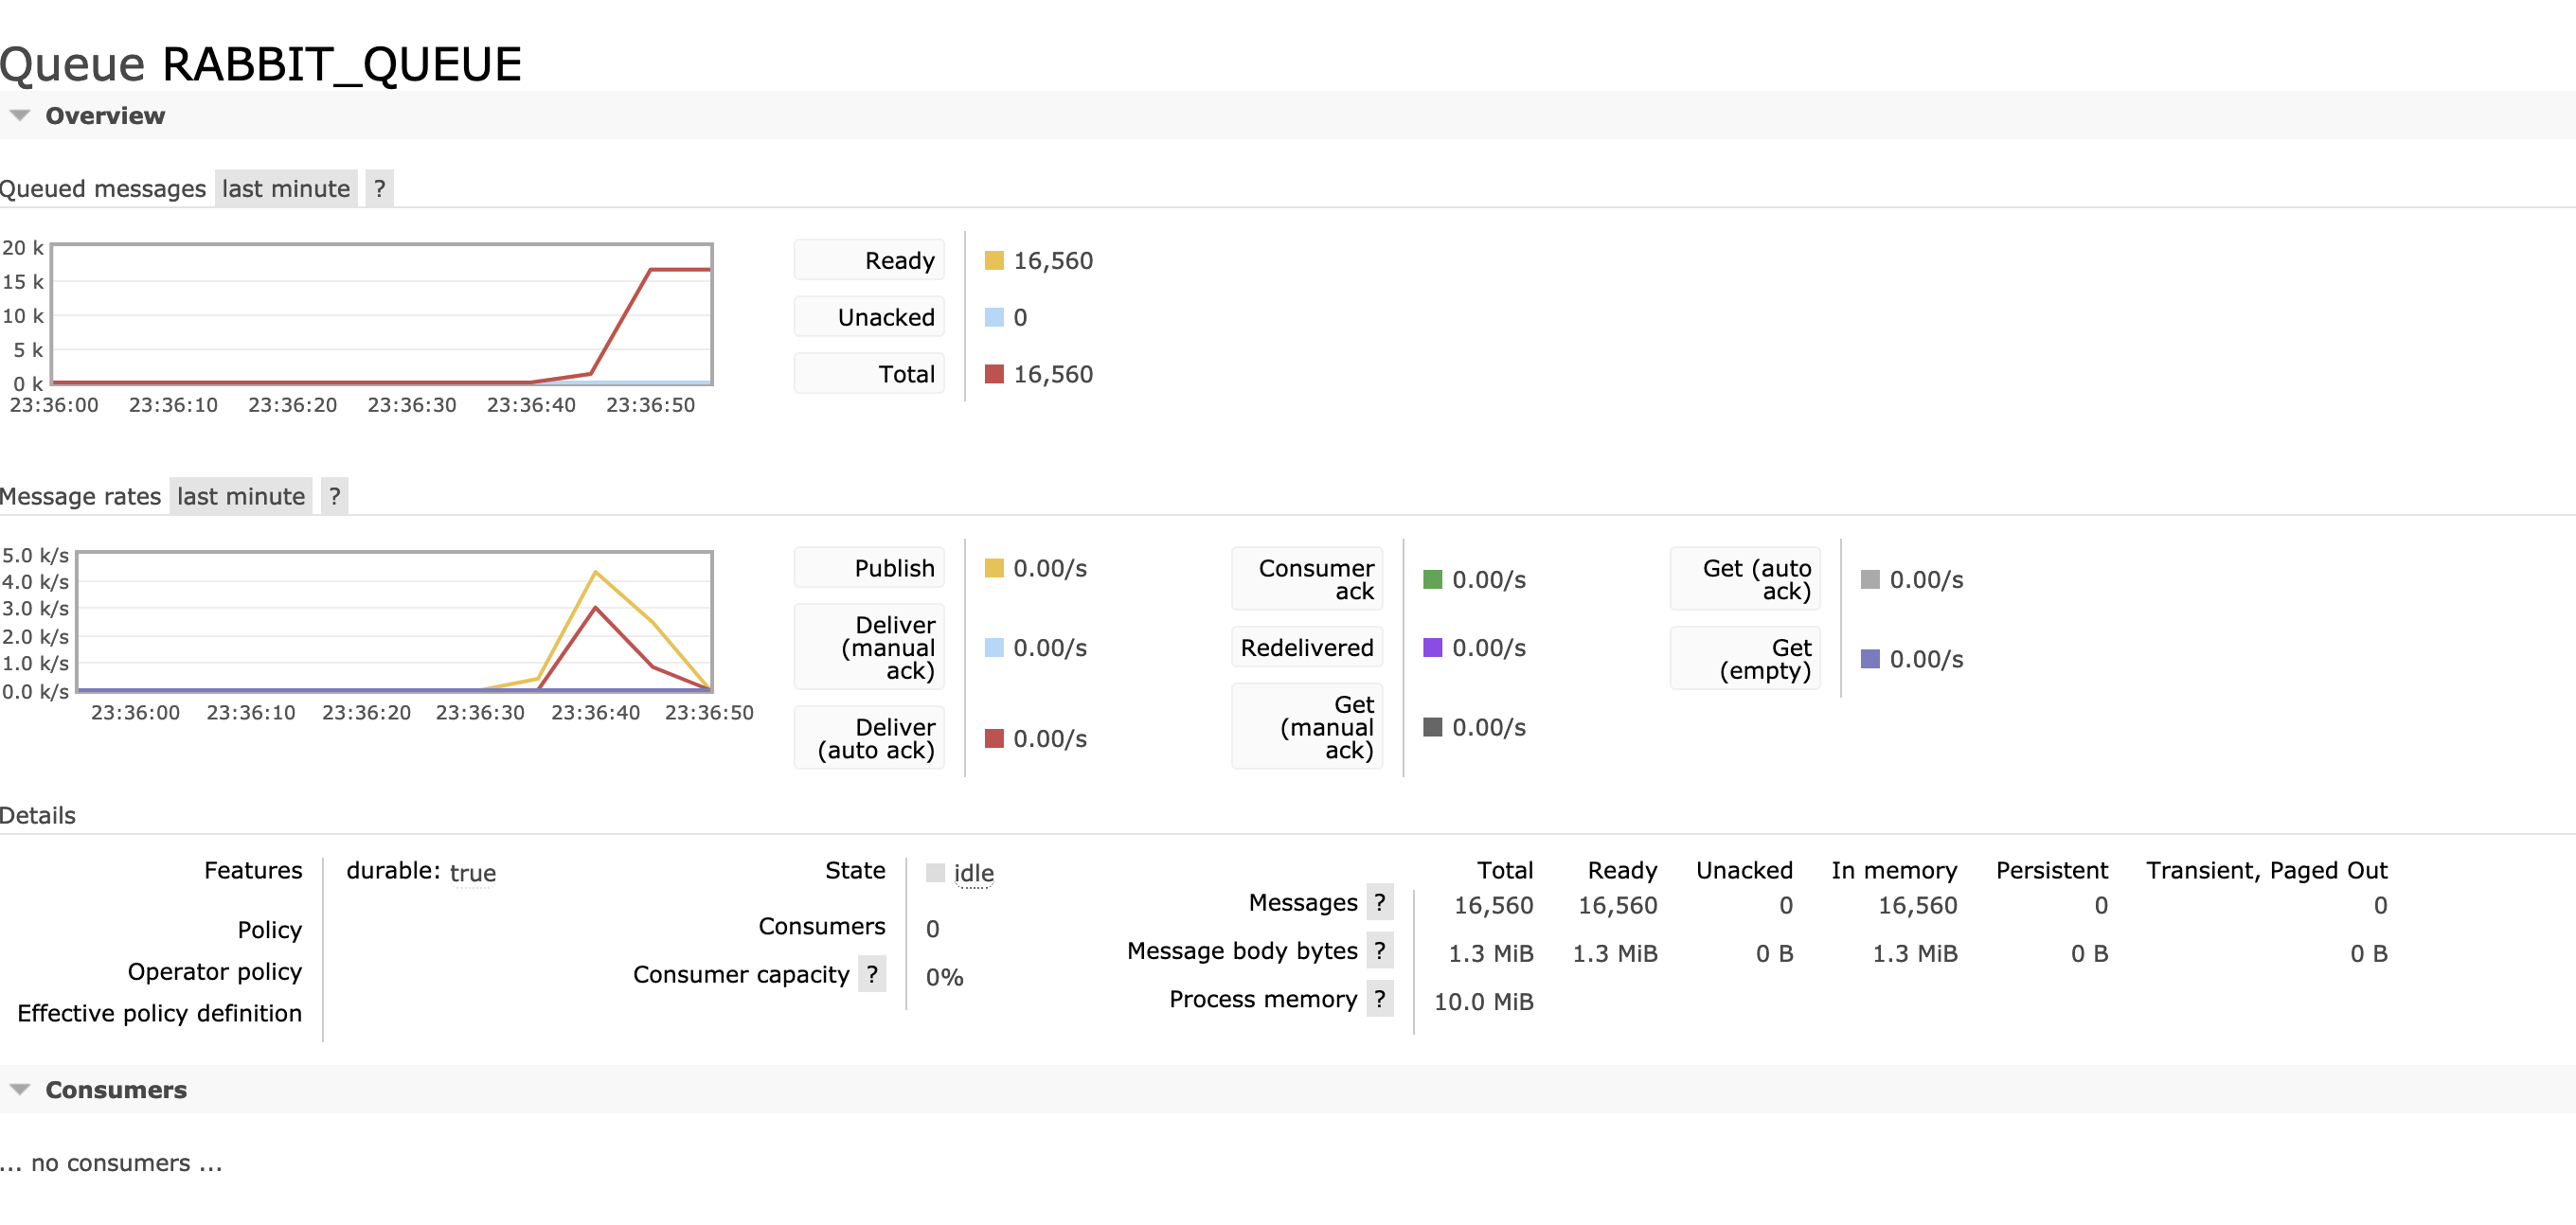 Queue RABBIT_QUEUE
Overview
Queued messages last minute ?
20 k
15 k
10 k
5 k
0 k
23:36:00 23:36:10 23:36:20 23:36:30 23:36:40 23:36:50
Ready 16,560
Unacked 0
Total 16,560
Message rates last minute ?
5.0 k/s
4.0 k/s
3.0 k/s
2.0 k/s
1.0 k/s
0.0 k/s
23:36:00 23:36:10 23:36:20 23:36:30 23:36:40 23:36:50
Publish 0.00/s
Deliver
(manual 0.00/s
ack)
Deliver
(auto ack) 0.00/s
Consumer
ack 0.00/s
Redelivered 0.00/s
Get
(manual 0.00/s
ack)
Get (auto
ack) 0.00/s
Get
(empty) 0.00/s
Details
Features durable: true
Policy
Operator policy
Effective policy definition
State idle
Consumers 0
Consumer capacity ? 0%
Total Ready Unacked In memory Persistent Transient, Paged Out
Messages ? 16,560 16,560 0 16,560 0 0
Message body bytes ? 1.3 MiB 1.3 MiB 0 B 1.3 MiB 0 B 0 B
Process memory ? 10.0 MiB
Consumers
... no consumers ...